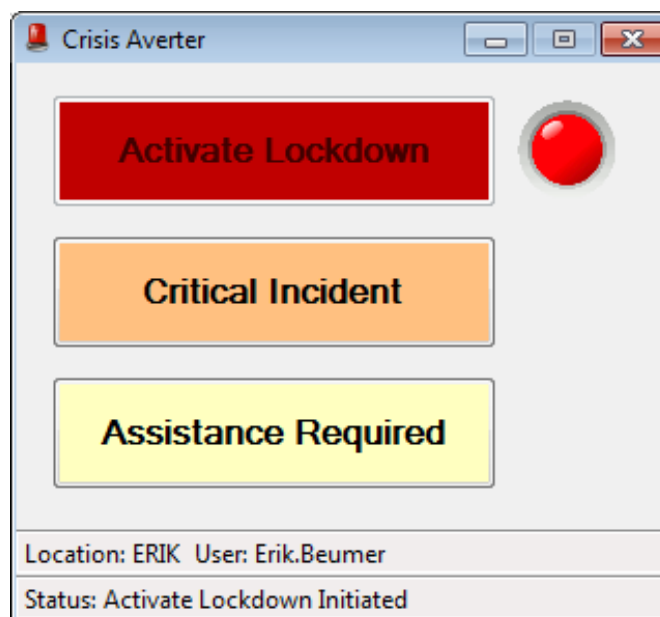 Crisis Averter
Activate Lockdown
Critical Incident
Assistance Required
Location: ERIK  User: Erik.Beumer
Status: Activate Lockdown Initiated